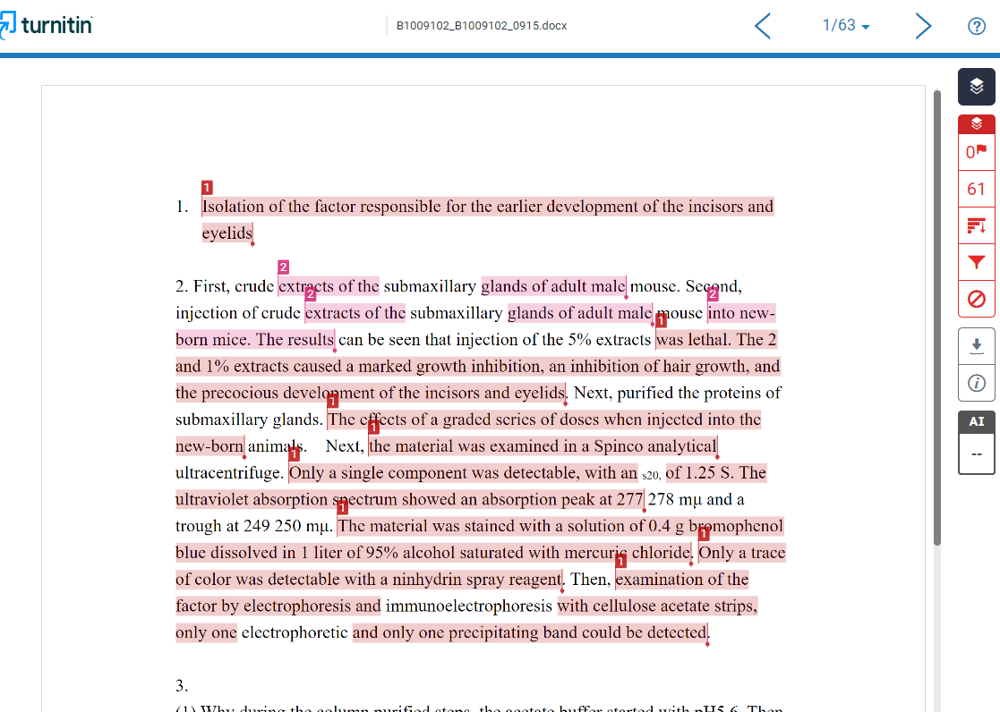 turnitin
B1009102_B1009102_0915.docx
1/63
?
0
61
i
AI
--
1
1. Isolation of the factor responsible for the earlier development of the incisors and
eyelids
2
2. First, crude extracts of the submaxillary glands of adult male mouse. Second,
2 2
injection of crude extracts of the submaxillary glands of adult male mouse into new-
1
born mice. The results can be seen that injection of the 5% extracts was lethal. The 2
and 1% extracts caused a marked growth inhibition, an inhibition of hair growth, and
the precocious development of the incisors and eyelids. Next, purified the proteins of
1
submaxillary glands. The effects of a graded series of doses when injected into the
1
new-born animals. Next, the material was examined in a Spinco analytical
1
ultracentrifuge. Only a single component was detectable, with an s20, of 1.25 S. The
ultraviolet absorption spectrum showed an absorption peak at 277 278 mμ and a
1
trough at 249 250 mμ. The material was stained with a solution of 0.4 g bromophenol
1
blue dissolved in 1 liter of 95% alcohol saturated with mercuric chloride. Only a trace
1
of color was detectable with a ninhydrin spray reagent. Then, examination of the
factor by electrophoresis and immunoelectrophoresis with cellulose acetate strips,
only one electrophoretic and only one precipitating band could be detected.
3.
(1) Why during the column purified steps, the acetate buffer started with pH5.6. Then